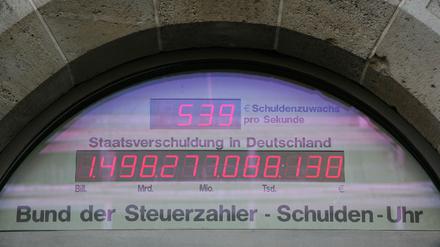 539 € Schuldenzuwachs
pro Sekunde
Staatsverschuldung in Deutschland
1.498.277.088.130
Bill. Mrd. Mio. Tsd. €
Bund der Steuerzahler - Schulden - Uhr